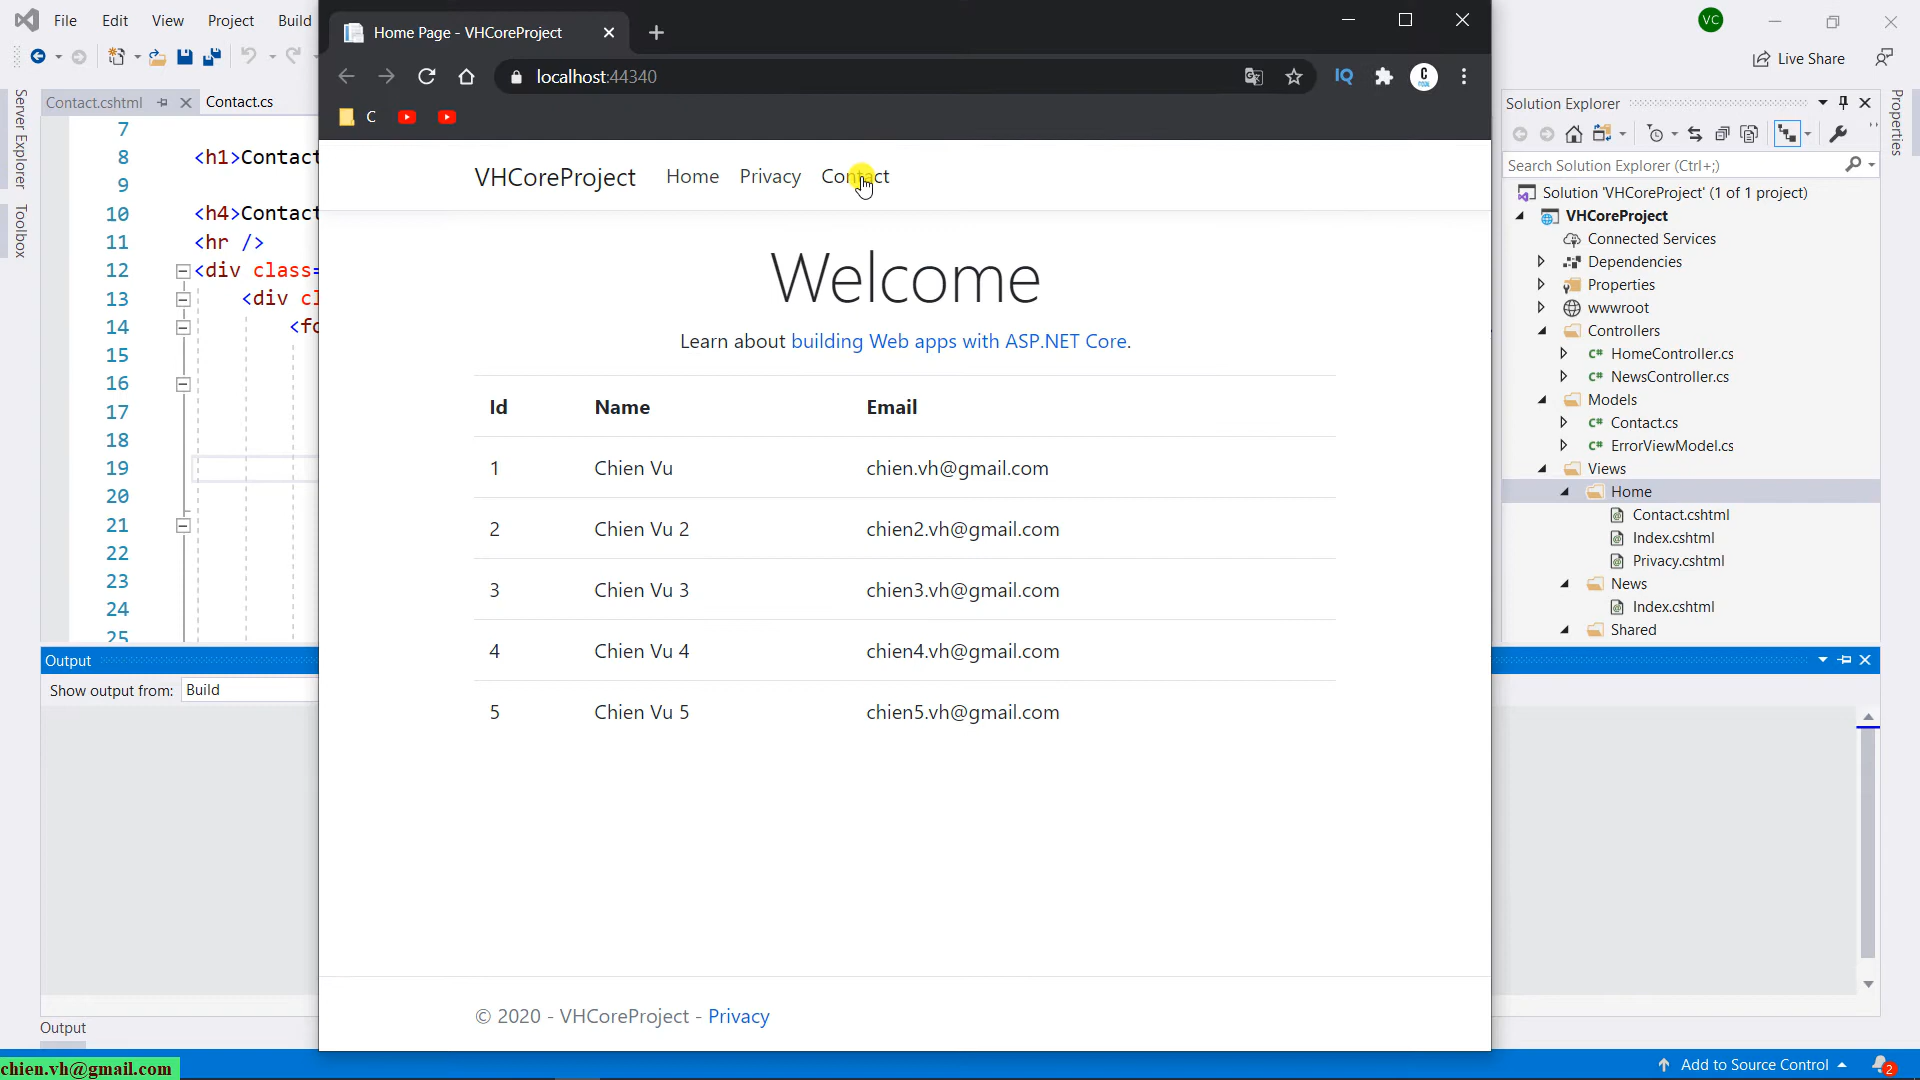 File Edit View Project Build
Home Page - VHCoreProject
VC
Live Share
localhost:44340
C
Server Explorer
Toolbox
Contact.cshtml
Contact.cs
7
8 <h1>Contact
9
10 <h4>Contact
11 <hr />
12 <div class=
13 <div cl
14 <fo
15
16
17
18
19
20
21
22
23
24
25
VHCoreProject Home Privacy Contact
Welcome
Learn about building Web apps with ASP.NET Core.
Id Name Email
1 Chien Vu chien.vh@gmail.com
2 Chien Vu 2 chien2.vh@gmail.com
3 Chien Vu 3 chien3.vh@gmail.com
4 Chien Vu 4 chien4.vh@gmail.com
5 Chien Vu 5 chien5.vh@gmail.com
© 2020 - VHCoreProject - Privacy
Solution Explorer
Search Solution Explorer (Ctrl+;)
Solution 'VHCoreProject' (1 of 1 project)
VHCoreProject
Connected Services
Dependencies
Properties
wwwroot
Controllers
C# HomeController.cs
C# NewsController.cs
Models
C# Contact.cs
C# ErrorViewModel.cs
Views
Home
Contact.cshtml
Index.cshtml
Privacy.cshtml
News
Index.cshtml
Shared
Properties
Output
Show output from: Build
Output
chien.vh@gmail.com
Add to Source Control
2